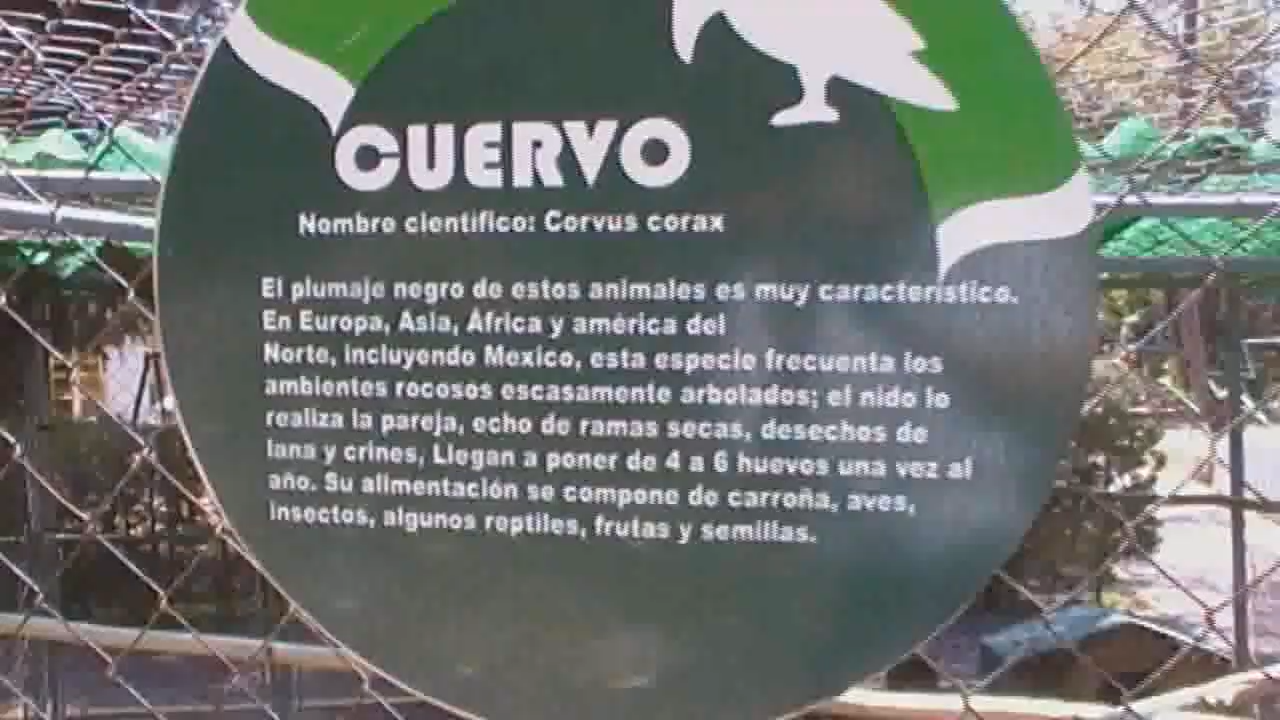 CUERVO
Nombre cientifico: Corvus corax
El plumaje negro de estos animales es muy caracteristico.
En Europa, Asia, África y américa del
Norte, incluyendo Mexico, esta especie frecuenta los
ambientes rocosos escasamente arbolados; el nido lo
realiza la pareja, echo de ramas secas, desechos de
lana y crines, Llegan a poner de 4 a 6 huevos una vez al
año. Su alimentación se compone de carroña, aves,
insectos, algunos reptiles, frutas y semillas.